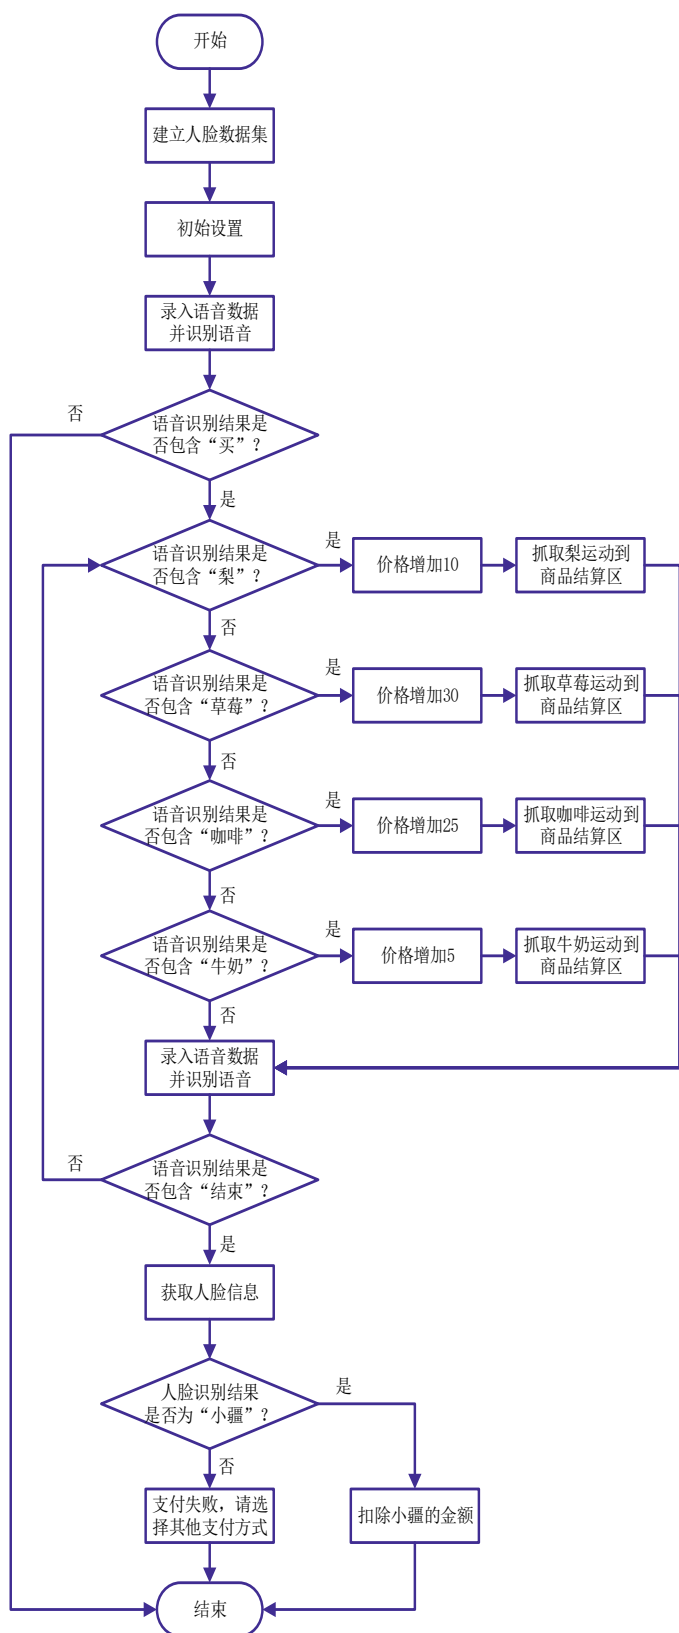 开始
建立人脸数据集
初始设置
录入语音数据
并识别语音
否
语音识别结果是
否包含“买”？
是
语音识别结果是
否包含“梨”？
是
价格增加10
抓取梨运动到
商品结算区
否
语音识别结果是
否包含“草莓”？
是
价格增加30
抓取草莓运动到
商品结算区
否
语音识别结果是
否包含“咖啡”？
是
价格增加25
抓取咖啡运动到
商品结算区
否
语音识别结果是
否包含“牛奶”？
是
价格增加5
抓取牛奶运动到
商品结算区
否
录入语音数据
并识别语音
否
语音识别结果是
否包含“结束”？
是
获取人脸信息
人脸识别结果
是否为“小疆”？
是
否
支付失败，请选
择其他支付方式
扣除小疆的金额
结束